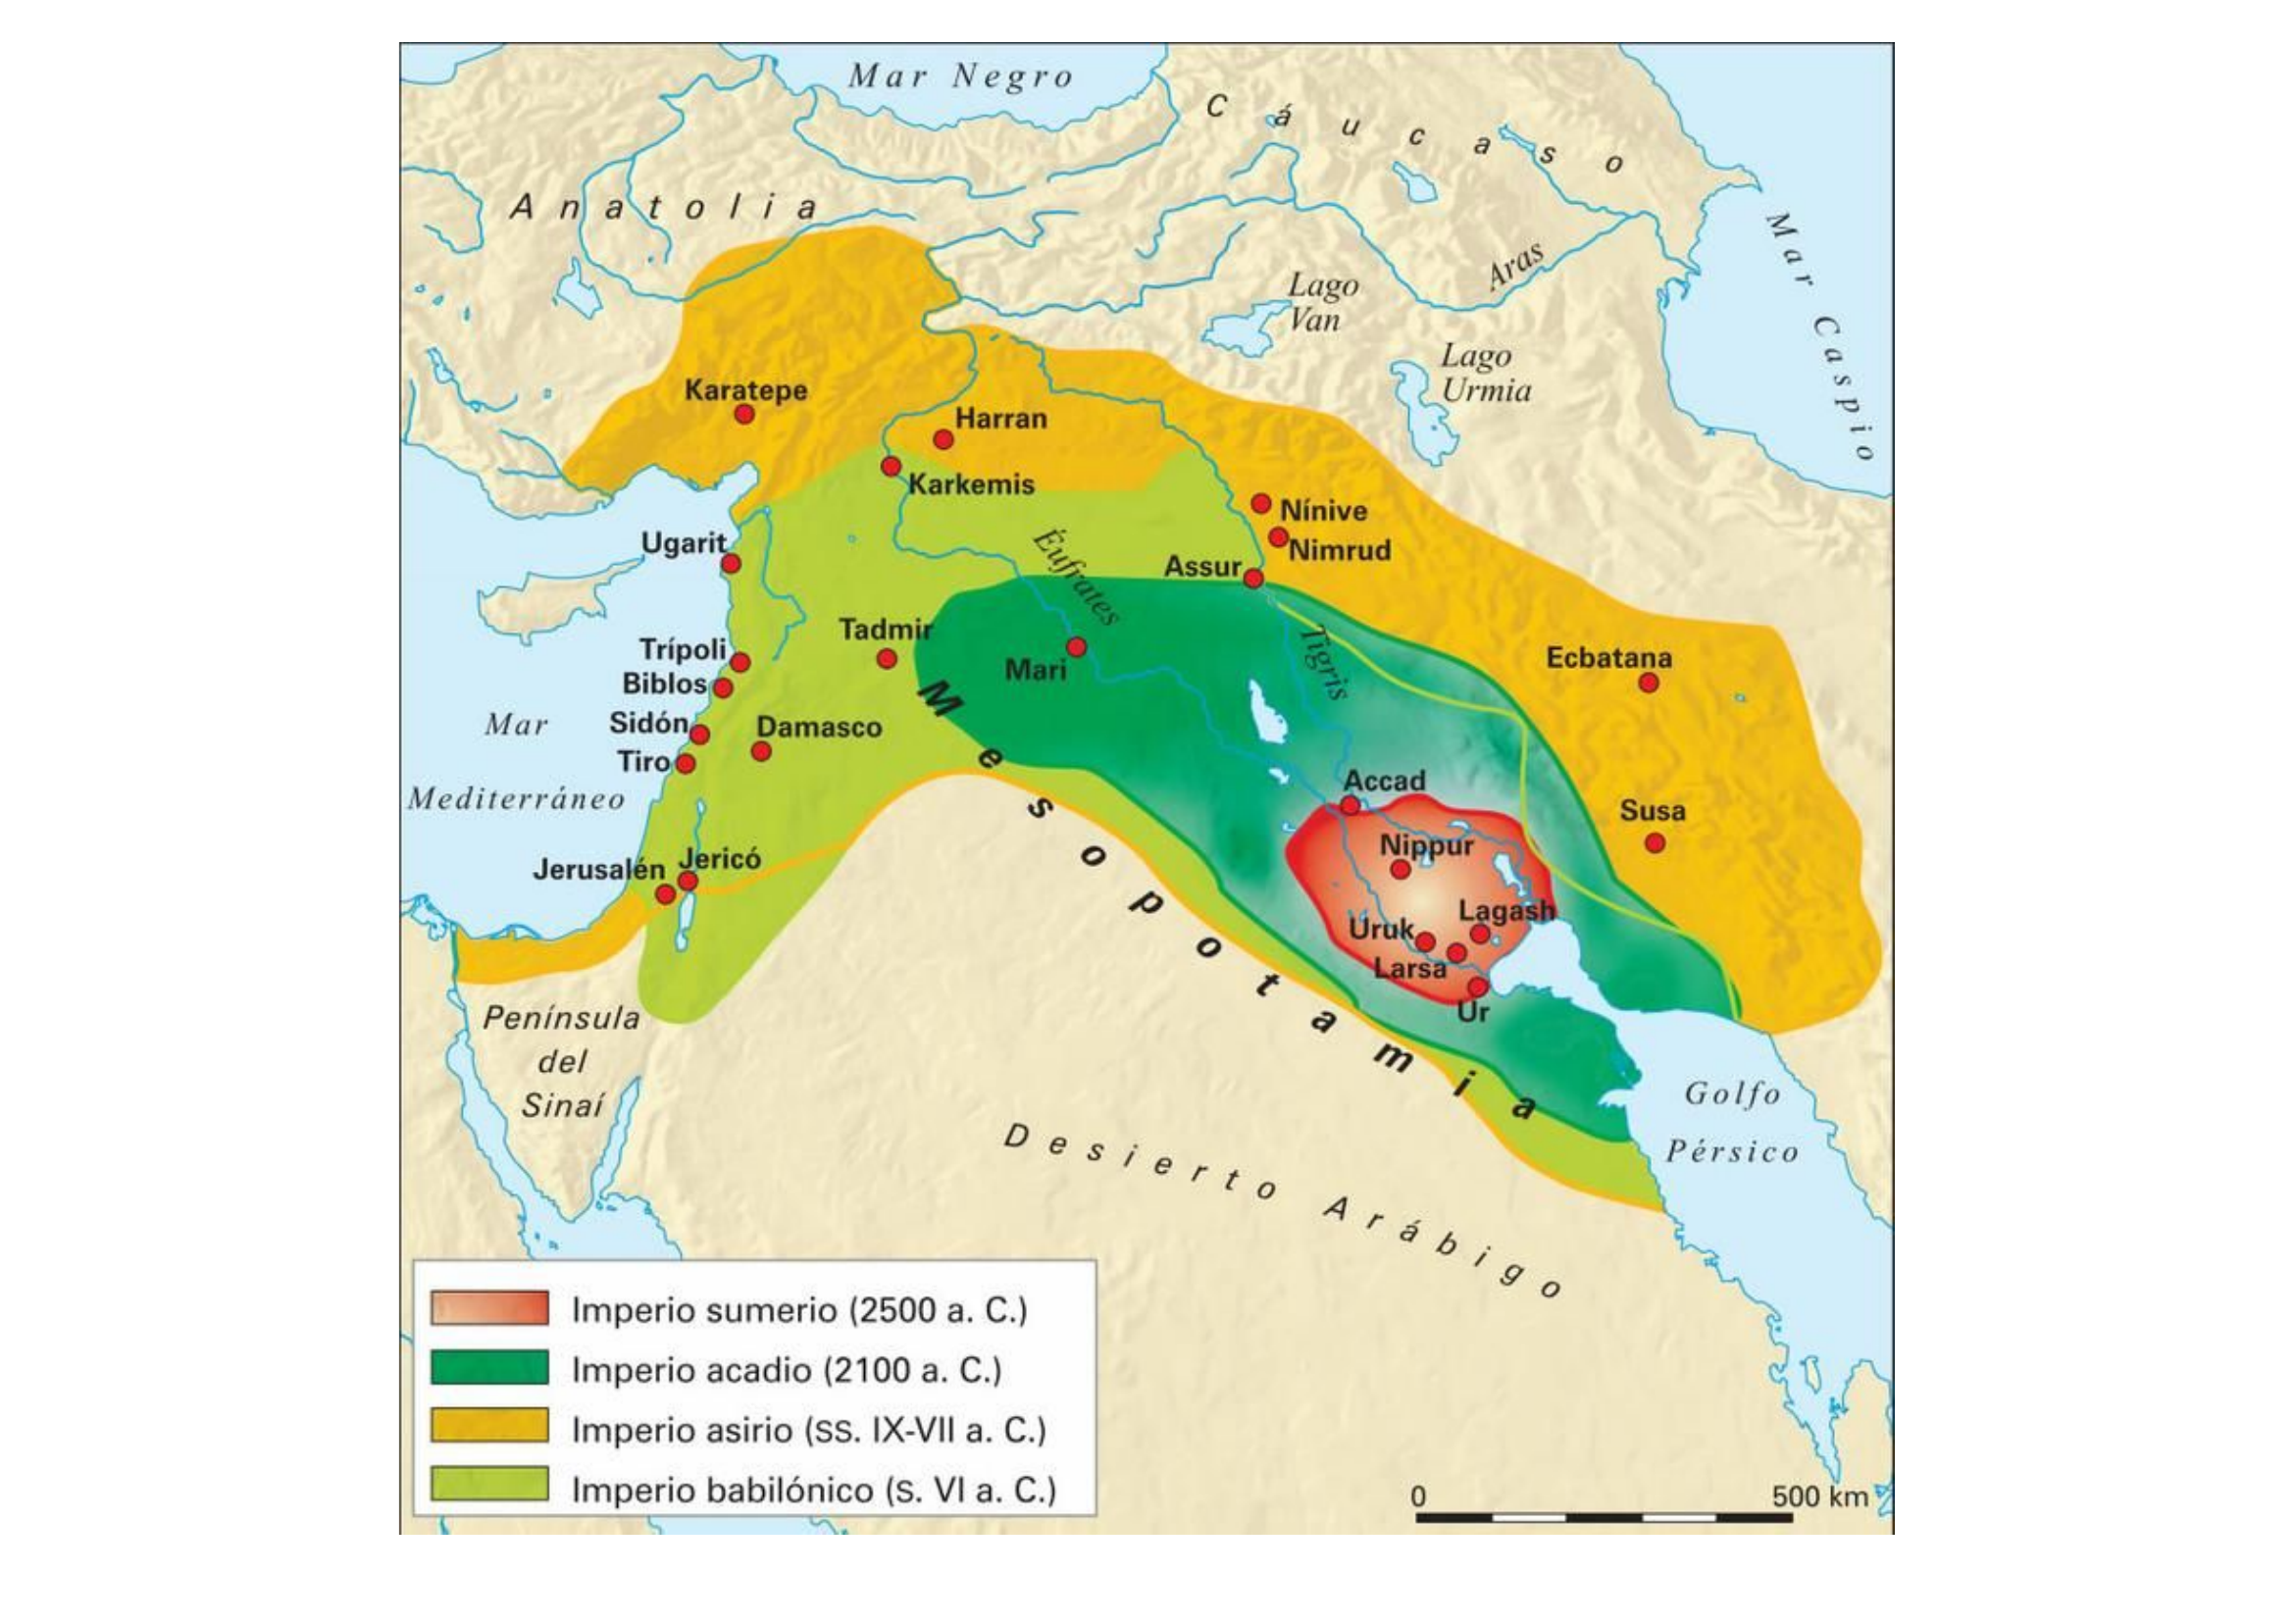 Mar Negro
Cáucaso
Anatolia
Mar Caspio
Aras
Lago
Van
Lago
Urmia
Karatepe
Harran
Karkemis
Nínive
Nimrud
Ugarit
Éufrates
Assur
Tadmir
Tigris
Trípoli
Mari
Ecbatana
Biblos
Sidón
Damasco
Mar
Mediterráneo
Tiro
Mesopotamia
Accad
Susa
Nippur
Jerusalén
Jericó
Lagash
Uruk
Larsa
Ur
Península
del
Sinaí
Golfo
Pérsico
Desierto Arábigo
Imperio sumerio (2500 a. C.)
Imperio acadio (2100 a. C.)
Imperio asirio (SS. IX-VII a. C.)
Imperio babilónico (S. VI a. C.)
0 500 km